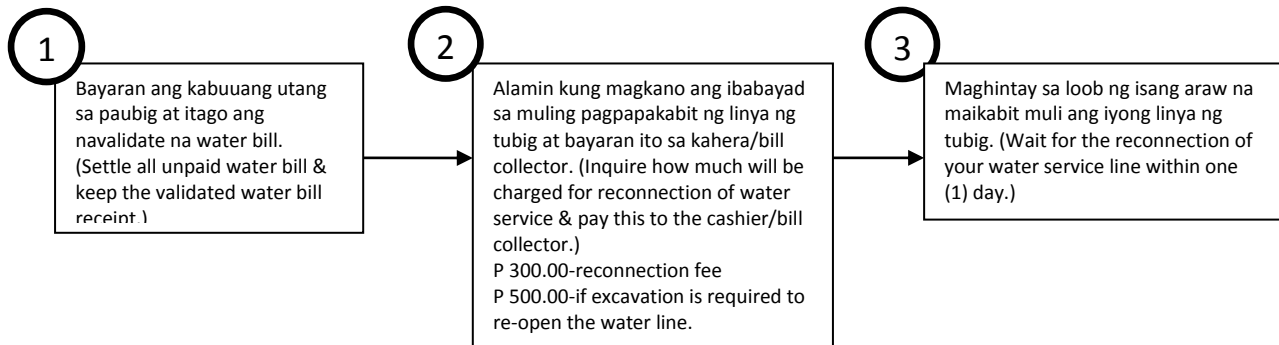 1
Bayaran ang kabuuang utang
sa paubig at itago ang
navalidate na water bill.
(Settle all unpaid water bill &
keep the validated water bill
receipt.)
2
Alamin kung magkano ang ibabayad
sa muling pagpapakabit ng linya ng
tubig at bayaran ito sa kahera/bill
collector. (Inquire how much will be
charged for reconnection of water
service & pay this to the cashier/bill
collector.)
P 300.00-reconnection fee
P 500.00-if excavation is required to
re-open the water line.
3
Maghintay sa loob ng isang araw na
maikabit muli ang iyong linya ng
tubig. (Wait for the reconnection of
your water service line within one
(1) day.)